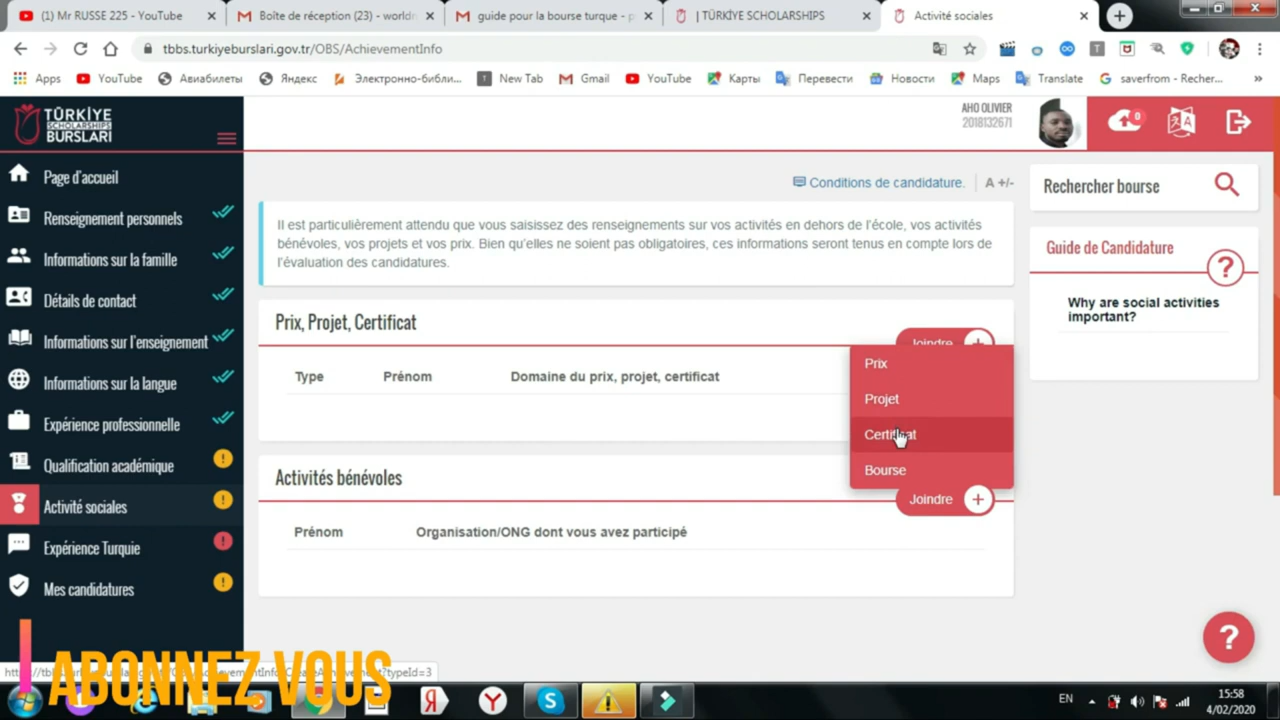 (1) Mr RUSSE 225 - YouTube
Boîte de réception (23) - world
guide pour la bourse turque - p
| TÜRKİYE SCHOLARSHIPS
Activité sociales
tbbs.turkiyeburslari.gov.tr/OBS/AchievementInfo
Apps
YouTube
Авиабилеты
Яндекс
Электронно-библи...
New Tab
Gmail
YouTube
Карты
Перевести
Новости
Maps
Translate
saverfrom - Recher...
TÜRKİYE
SCHOLARSHIPS
BURSLARI
AHO OLIVIER
2018132671
0
Page d'accueil
Renseignement personnels
Informations sur la famille
Détails de contact
Informations sur l'enseignement
Informations sur la langue
Expérience professionnelle
Qualification académique
Activité sociales
Expérience Turquie
Mes candidatures
Conditions de candidature.
A +/-
Il est particulièrement attendu que vous saisissez des renseignements sur vos activités en dehors de l'école, vos activités
bénévoles, vos projets et vos prix. Bien qu'elles ne soient pas obligatoires, ces informations seront tenus en compte lors de
l'évaluation des candidatures.
Prix, Projet, Certificat
Joindre +
Type
Prénom
Domaine du prix, projet, certificat
Prix
Projet
Certificat
Bourse
Activités bénévoles
Joindre +
Prénom
Organisation/ONG dont vous avez participé
Rechercher bourse
Guide de Candidature
?
Why are social activities
important?
?
ABONNEZ VOUS
EN
15:58
4/02/2020